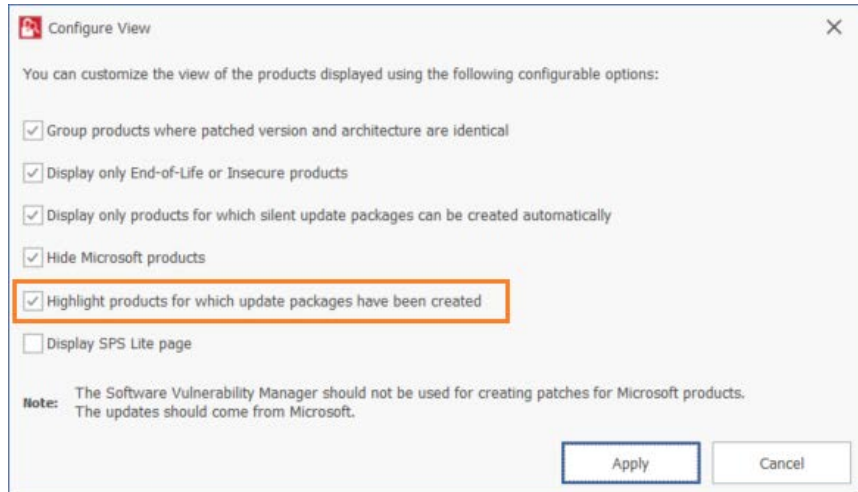 Configure View
You can customize the view of the products displayed using the following configurable options:
Group products where patched version and architecture are identical
Display only End-of-Life or Insecure products
Display only products for which silent update packages can be created automatically
Hide Microsoft products
Highlight products for which update packages have been created
Display SPS Lite page
Note: The Software Vulnerability Manager should not be used for creating patches for Microsoft products.
The updates should come from Microsoft.
Apply Cancel